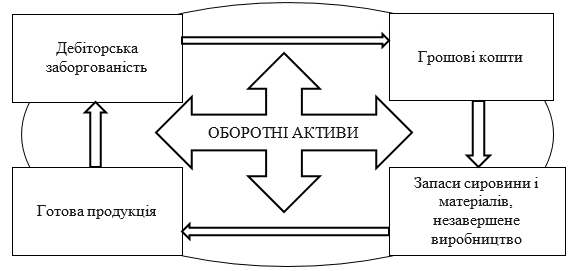 Дебіторська
заборгованість
Грошові кошти
ОБОРОТНІ АКТИВИ
Готова продукція
Запаси сировини і
матеріалів,
незавершене
виробництво